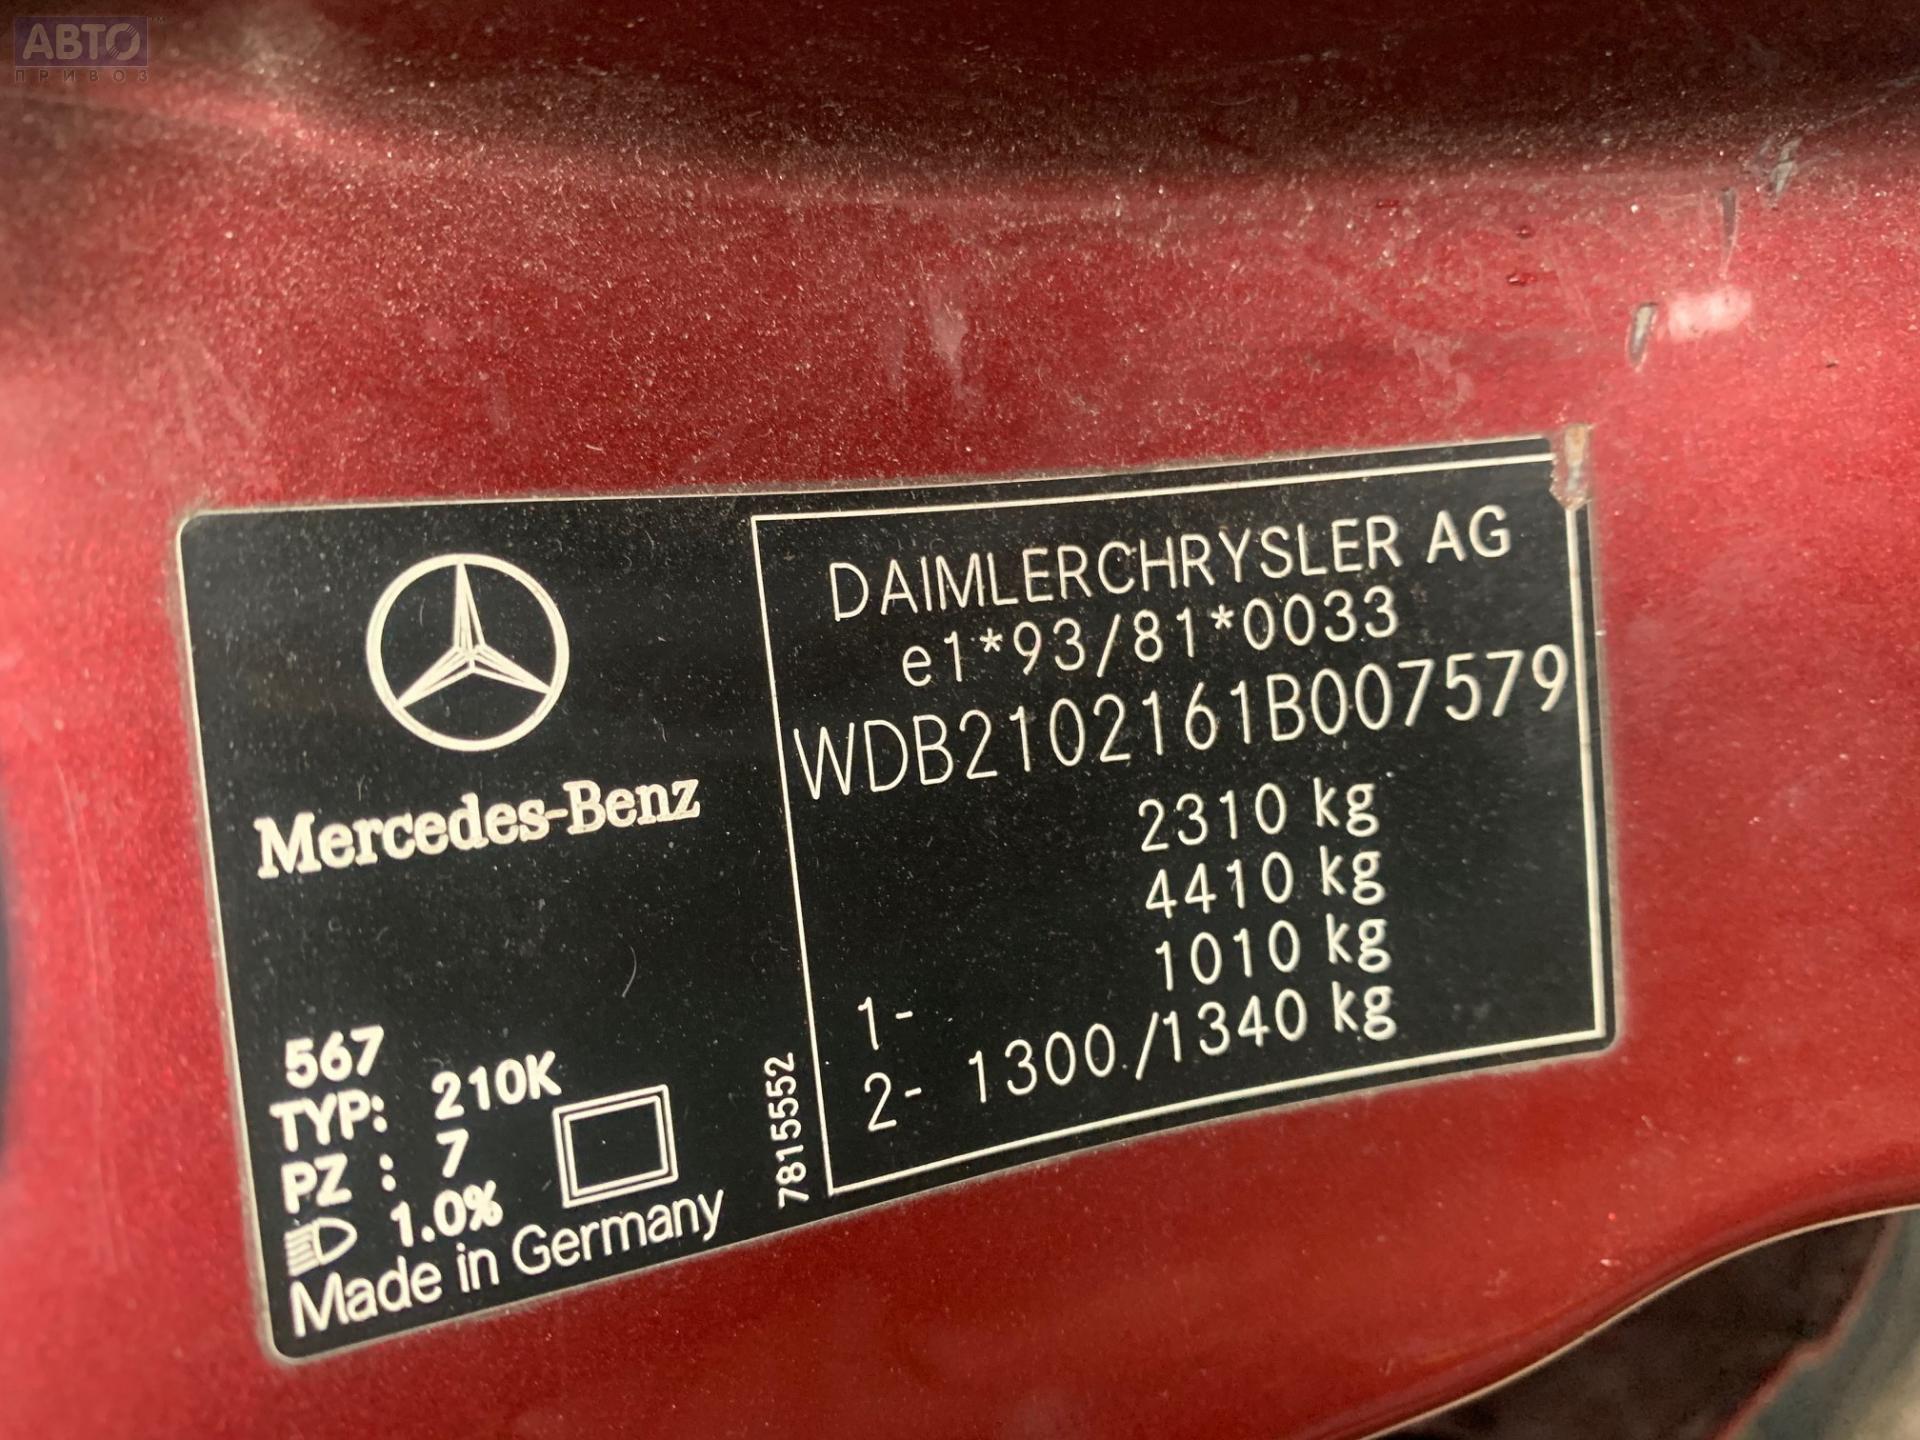 АВТО
ПРИВОЗ
Mercedes-Benz
567
TYP: 210K
PZ : 7
1.0%
Made in Germany
7815552
DAIMLERCHRYSLER AG
e1*93/81*0033
WDB2102161B007579
2310 kg
4410 kg
1- 1010 kg
2- 1300/1340 kg